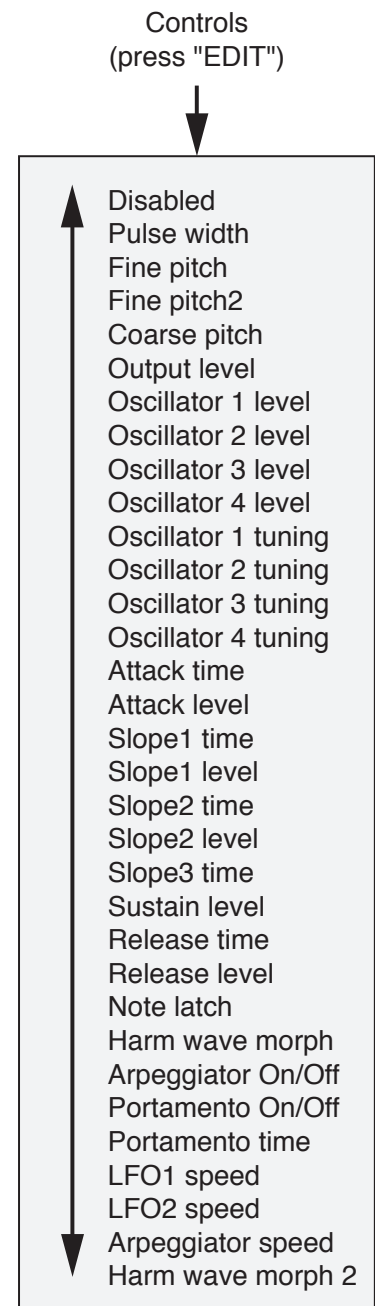 Controls
(press "EDIT")
Disabled
Pulse width
Fine pitch
Fine pitch2
Coarse pitch
Output level
Oscillator 1 level
Oscillator 2 level
Oscillator 3 level
Oscillator 4 level
Oscillator 1 tuning
Oscillator 2 tuning
Oscillator 3 tuning
Oscillator 4 tuning
Attack time
Attack level
Slope1 time
Slope1 level
Slope2 time
Slope2 level
Slope3 time
Sustain level
Release time
Release level
Note latch
Harm wave morph
Arpeggiator On/Off
Portamento On/Off
Portamento time
LFO1 speed
LFO2 speed
Arpeggiator speed
Harm wave morph 2